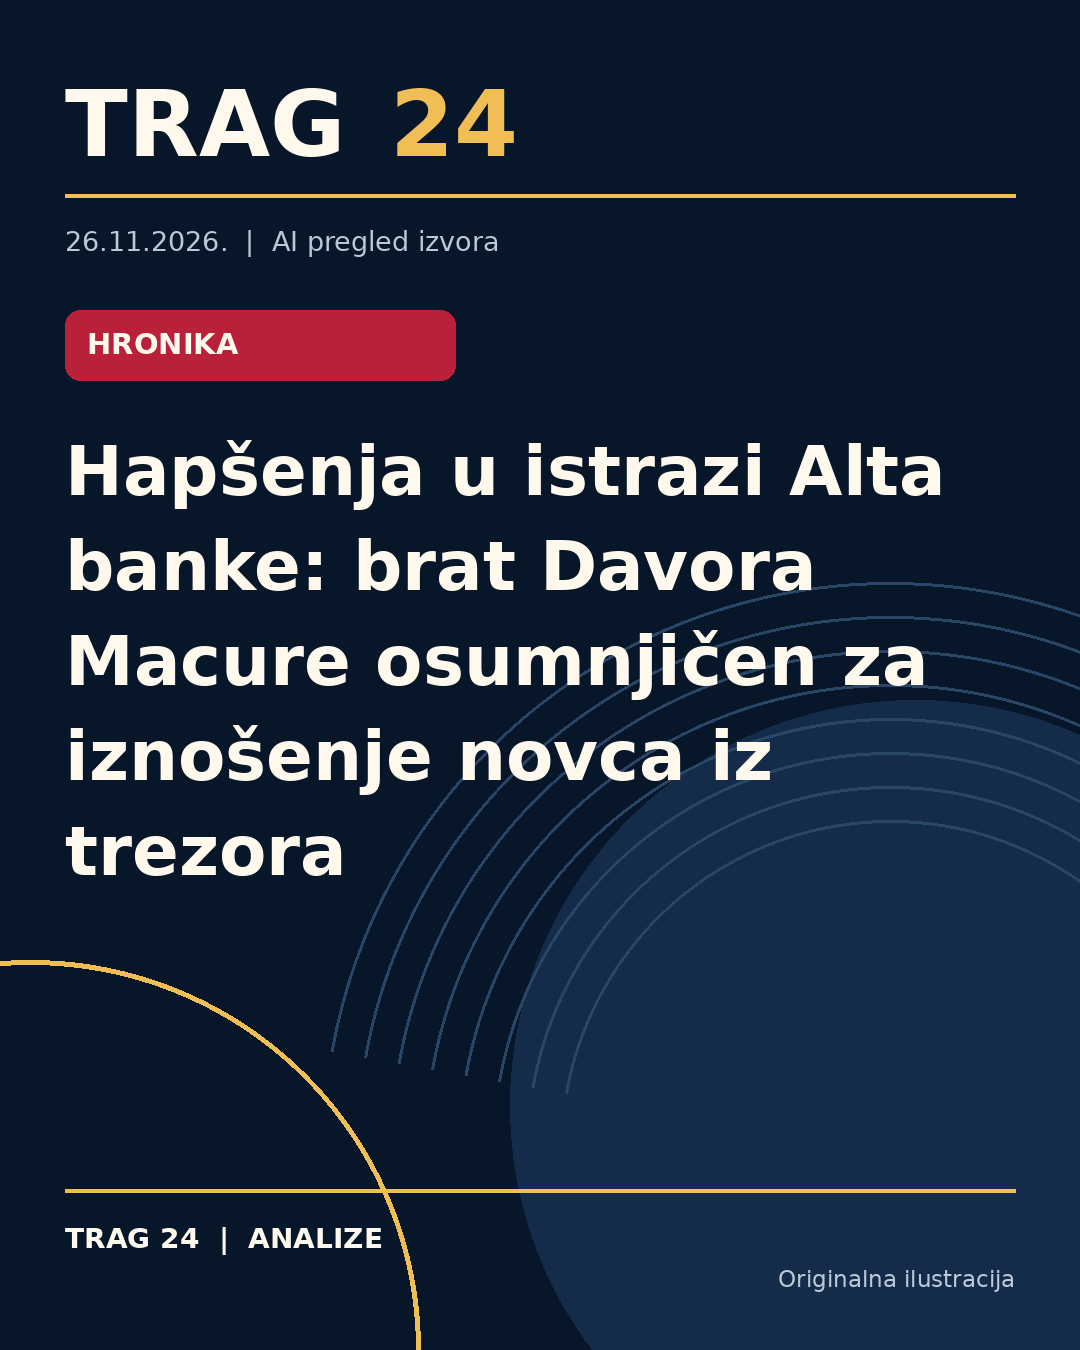 TRAG 24
26.11.2026. | AI pregled izvora
HRONIKA
Hapšenja u istrazi Alta
banke: brat Davora
Macure osumnjičen za
iznošenje novca iz
trezora
TRAG 24 | ANALIZE
Originalna ilustracija